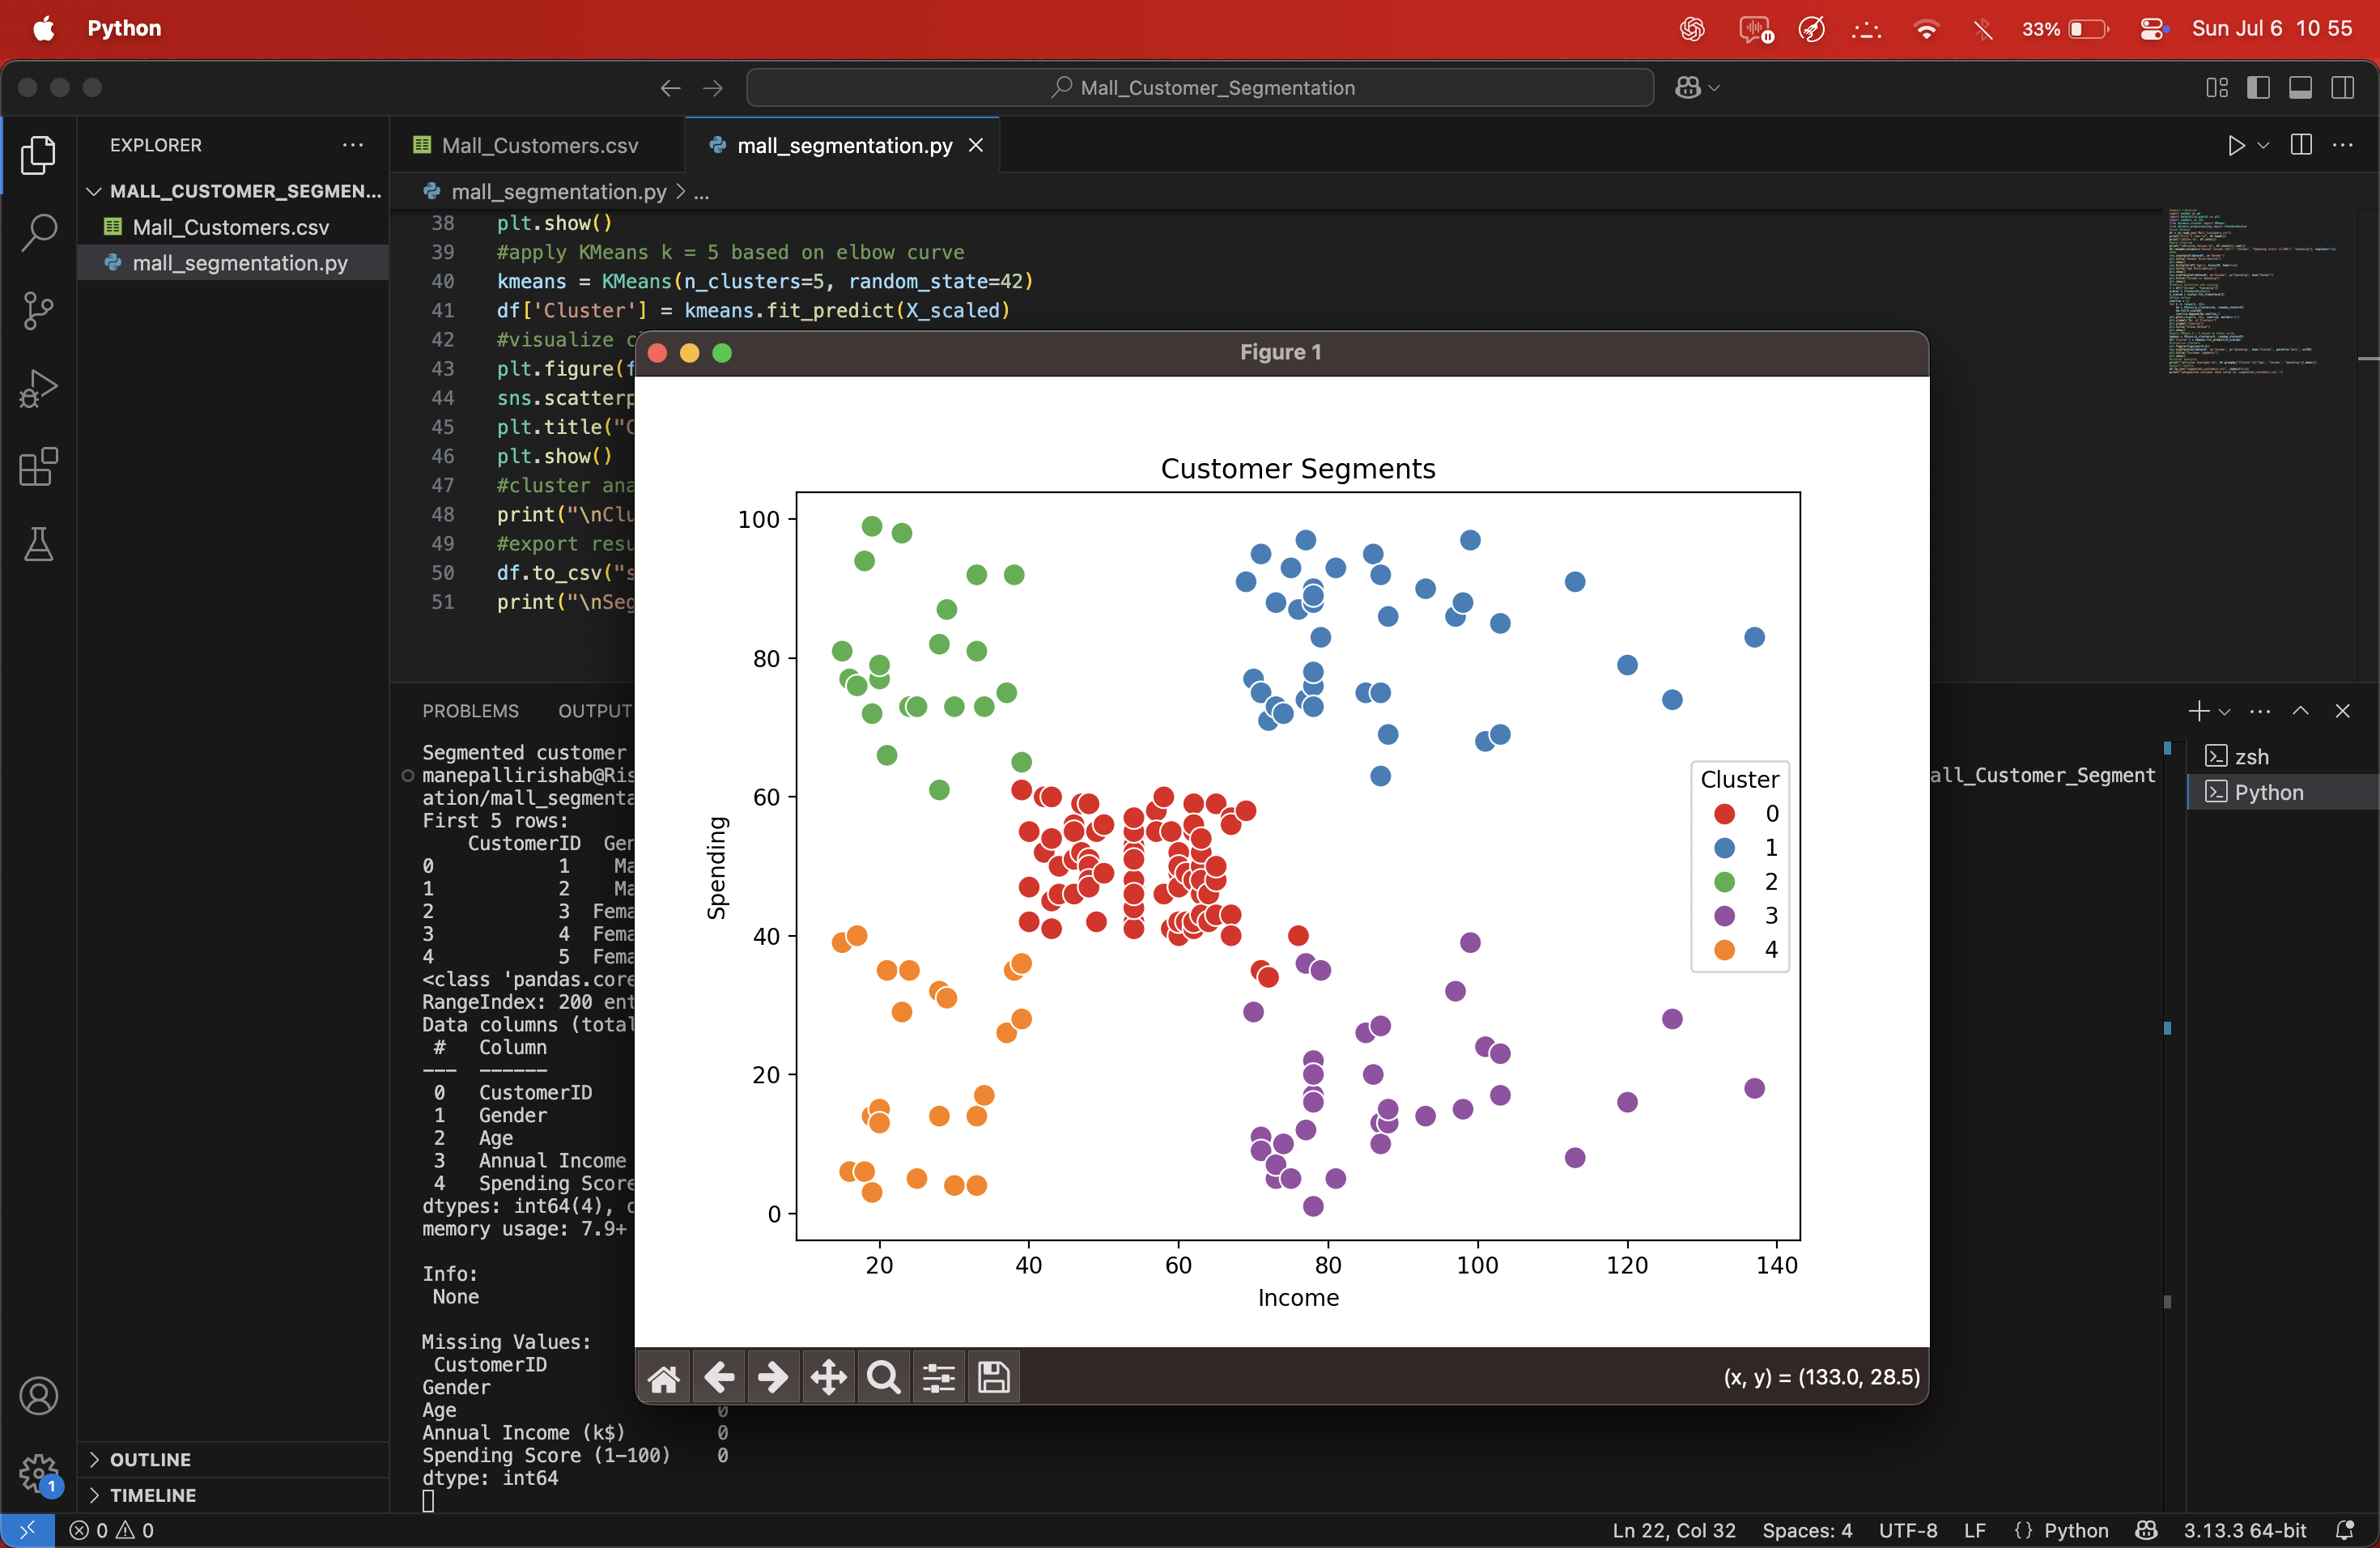 Python
33%
Sun Jul 6 10 55
Mall_Customer_Segmentation
EXPLORER
MALL_CUSTOMER_SEGMEN...
Mall_Customers.csv
mall_segmentation.py
OUTLINE
TIMELINE
1
Mall_Customers.csv
mall_segmentation.py
mall_segmentation.py > ...
38 plt.show()
39 #apply KMeans k = 5 based on elbow curve
40 kmeans = KMeans(n_clusters=5, random_state=42)
41 df['Cluster'] = kmeans.fit_predict(X_scaled)
42 #visualize c
43 plt.figure(f
44 sns.scatterp
45 plt.title("C
46 plt.show()
47 #cluster ana
48 print("\nClu
49 #export resu
50 df.to_csv("s
51 print("\nSeg
PROBLEMS OUTPUT
Segmented customer
manepallirishab@Ris
all_Customer_Segment
ation/mall_segmenta
First 5 rows:
CustomerID Gen
0 1 Ma
1 2 Ma
2 3 Fema
3 4 Fema
4 5 Fema
<class 'pandas.core
RangeIndex: 200 ent
Data columns (total
# Column
--- ------
0 CustomerID
1 Gender
2 Age
3 Annual Income
4 Spending Score
dtypes: int64(4), o
memory usage: 7.9+
Info:
None
Missing Values:
CustomerID
Gender
Age 0
Annual Income (k$) 0
Spending Score (1-100) 0
dtype: int64
zsh
Python
Figure 1
Customer Segments
100
80
60
40
20
0
Spending
20 40 60 80 100 120 140
Income
Cluster
0
1
2
3
4
(x, y) = (133.0, 28.5)
0 0
Ln 22, Col 32 Spaces: 4 UTF-8 LF {} Python 3.13.3 64-bit